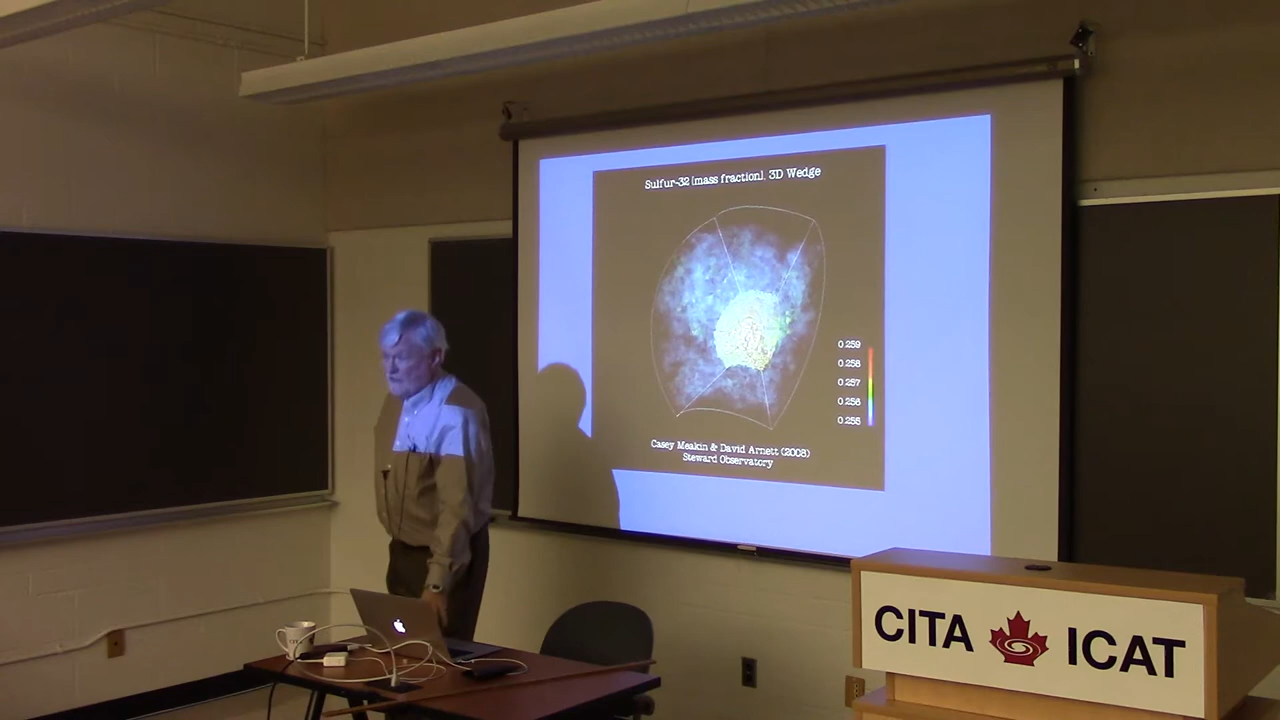 Sulfur-32 (mass fraction), 3D Wedge
0.259
0.258
0.257
0.256
0.255
Casey Meakin & David Arnett (2008)
Steward Observatory
CITA ICAT